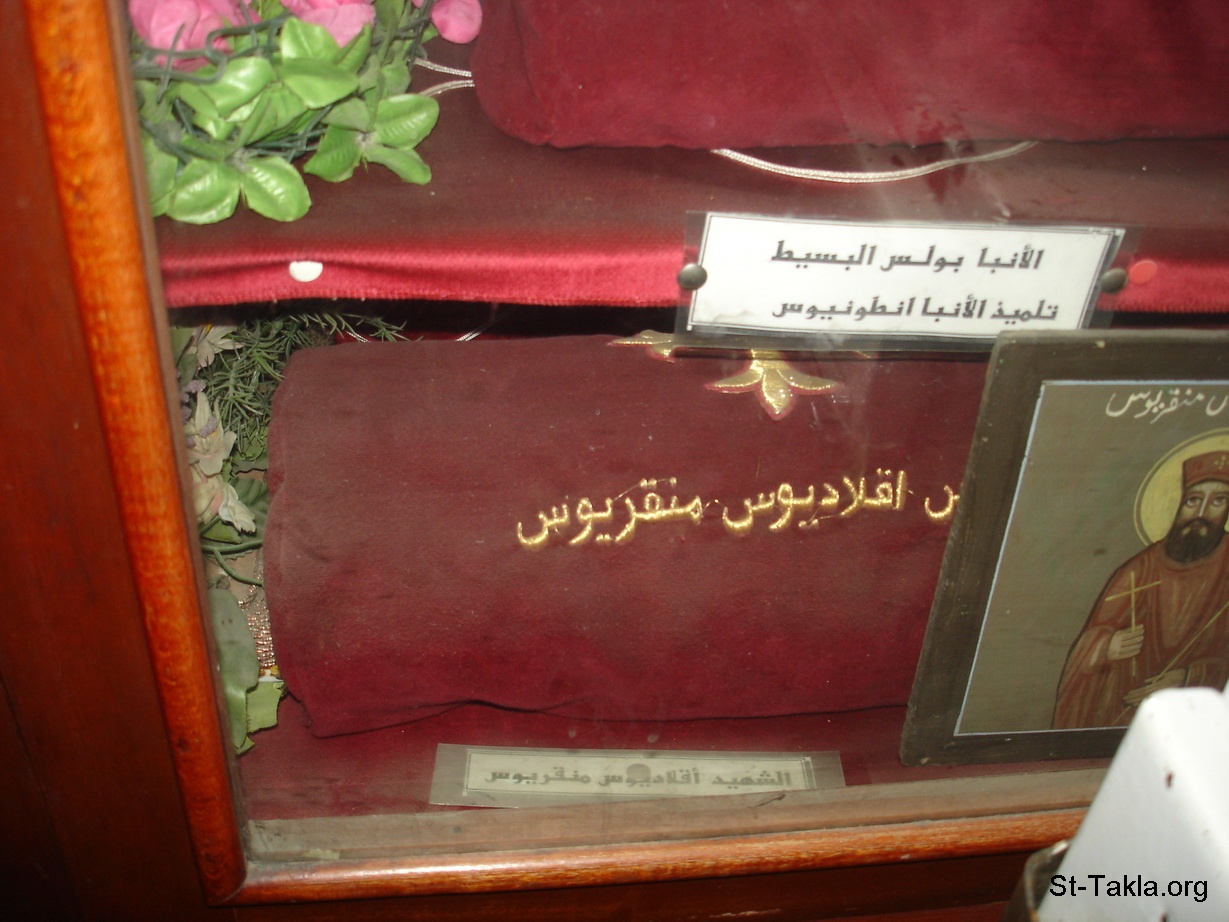 الأنبا بولس البسيط
تلميذ الأنبا انطونيوس
منقريوس
س اقلاديوس منقريوس
الشهيد أقلاديوس منقريوس
St-Takla.org